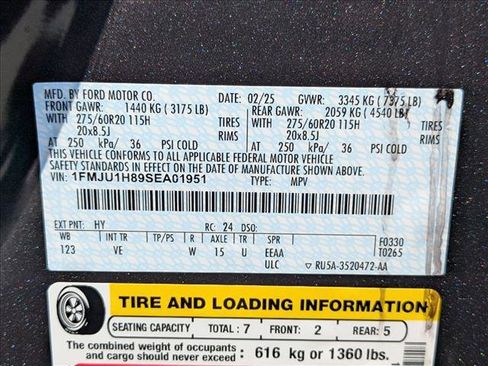 MFD. BY FORD MOTOR CO. 02/25 GVWR: 3345 KG (7375 LB)
FRONT GAWR: 1440 KG (3175 LB) REAR GAWR: 2059 KG (4540 LB)
WITH 275/60R20 115H TIRES WITH 275/60R20 115H TIRES
20x8.5J RIMS 20x8.5J RIMS
AT 250 kPa/ 36 PSI COLD AT 250 kPa/ 36 PSI COLD
THIS VEHICLE CONFORMS TO ALL APPLICABLE FEDERAL MOTOR VEHICLE
SAFETY STANDARDS IN EFFECT ON THE DATE OF MANUFACTURE SHOWN ABOVE.
VIN: 1FMJU1H89SEA01951 TYPE: MPV
EXT PNT: HY RC: 24 DSO: F0330
WB INT TR TP/PS R AXLE TR SPR T0265
123 VE W 15 U EEAA
ULC ▽ RU5A-3520472-AA
TIRE AND LOADING INFORMATION
SEATING CAPACITY TOTAL: 7 FRONT: 2 REAR: 5
The combined weight of occupants
and cargo should never exceed : 616 kg or 1360 lbs.